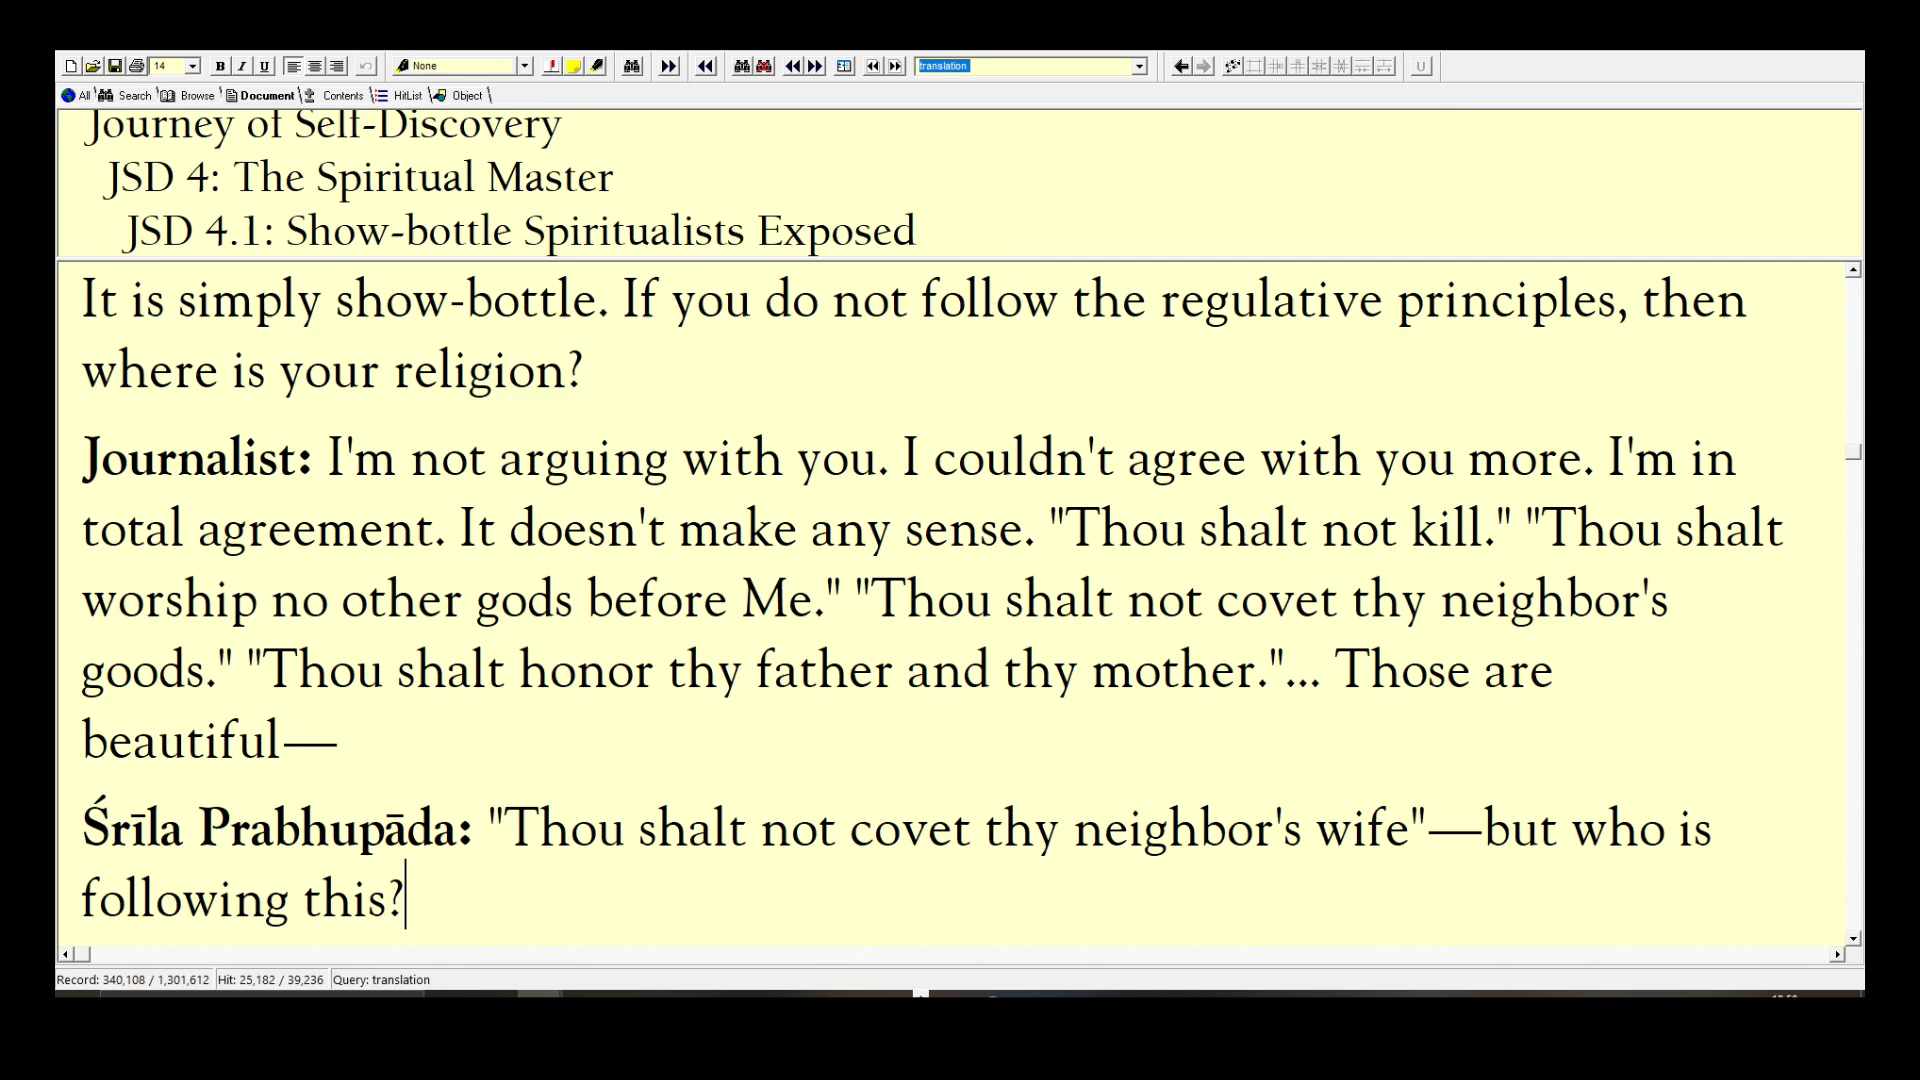 14 B I U None translation U
All Search Browse Document Contents HitList Object
Journey of Self-Discovery
JSD 4: The Spiritual Master
JSD 4.1: Show-bottle Spiritualists Exposed
It is simply show-bottle. If you do not follow the regulative principles, then
where is your religion?
Journalist: I'm not arguing with you. I couldn't agree with you more. I'm in
total agreement. It doesn't make any sense. "Thou shalt not kill." "Thou shalt
worship no other gods before Me." "Thou shalt not covet thy neighbor's
goods." "Thou shalt honor thy father and thy mother."... Those are
beautiful—
Śrīla Prabhupāda: "Thou shalt not covet thy neighbor's wife"—but who is
following this?
Record: 340,108 / 1,301,612 Hit: 25,182 / 39,236 Query: translation